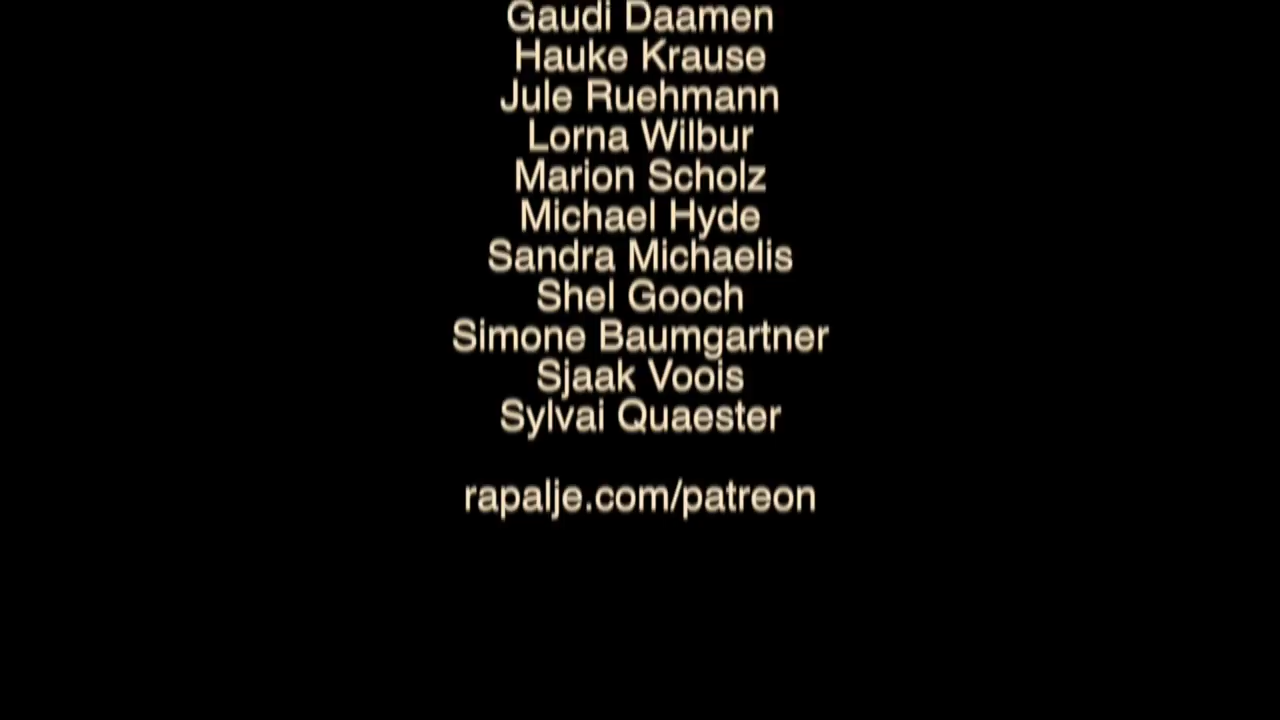 Gaudi Daamen
Hauke Krause
Jule Ruehmann
Lorna Wilbur
Marion Scholz
Michael Hyde
Sandra Michaelis
Shel Gooch
Simone Baumgartner
Sjaak Voois
Sylvai Quaester
rapalje.com/patreon